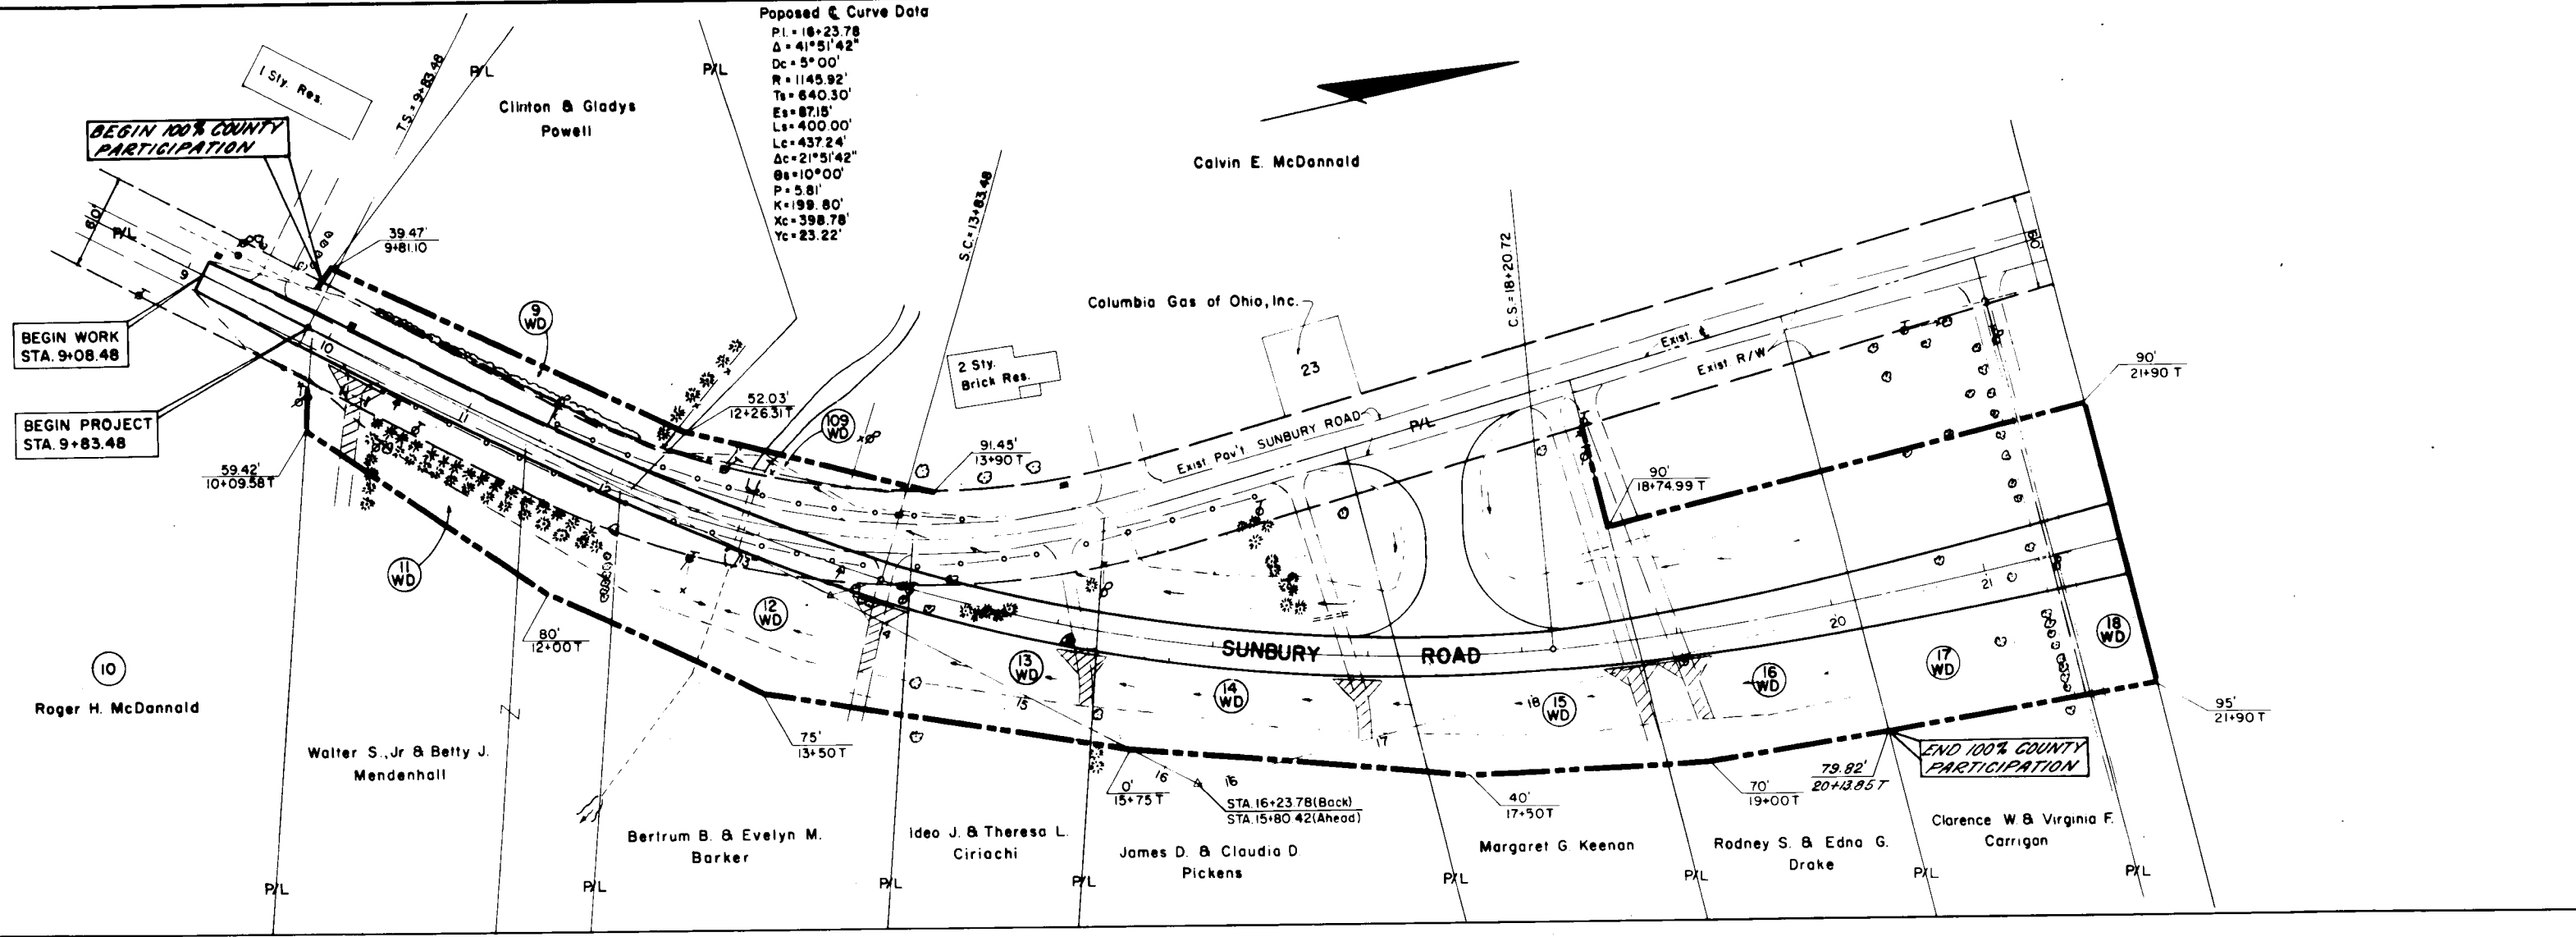 Poposed ℄ Curve Data
P.I. = 16+23.78
Δ = 41°51'42"
Dc = 5°00'
R = 1145.92'
Ts = 640.30'
Es = 87.15'
Ls = 400.00'
Lc = 437.24'
Δc = 21°51'42"
θs = 10°00'
P = 5.81'
K = 199.80'
Xc = 398.78'
Yc = 23.22'
1 Sty. Res.
T.S. = 9+83.48
P/L
P/L
Clinton & Gladys
Powell
BEGIN 100% COUNTY
PARTICIPATION
Calvin E. McDannald
S.C. = 13+83.48
C.S. = 18+20.72
60'
P/L
39.47'
9+81.10
9
BEGIN WORK
STA. 9+08.48
BEGIN PROJECT
STA. 9+83.48
9
WD
Columbia Gas of Ohio, Inc.
23
2 Sty.
Brick Res.
Exist. ℄
Exist R/W
60'
90'
21+90 T
10
11
12
13
52.03'
12+26.31T
109
WD
91.45'
13+90 T
Exist Pav't SUNBURY ROAD
P/L
90'
18+74.99 T
59.42'
10+09.58T
11
WD
80'
12+00T
12
WD
13
WD
14
WD
SUNBURY ROAD
15
WD
16
WD
17
WD
18
WD
4
15
16
16
17
18
20
21
10
Roger H. McDannald
75'
13+50T
0'
15+75 T
STA. 16+23.78(Back)
STA. 15+80.42(Ahead)
40'
17+50T
70'
19+00T
79.82'
20+13.85T
END 100% COUNTY
PARTICIPATION
95'
21+90 T
Walter S., Jr & Betty J.
Mendenhall
Bertrum B. & Evelyn M.
Barker
Ideo J. & Theresa L.
Ciriachi
James D. & Claudia D.
Pickens
Margaret G. Keenan
Rodney S. & Edna G.
Drake
Clarence W. & Virginia F.
Carrigan
P/L
P/L
P/L
P/L
P/L
P/L
P/L
P/L